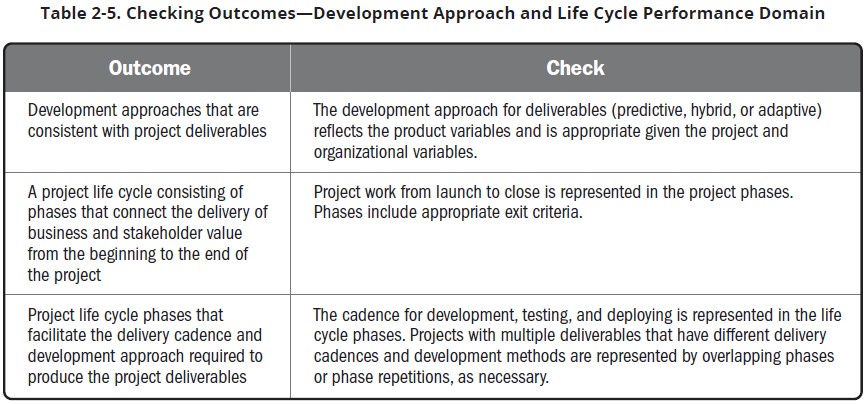 Table 2-5. Checking Outcomes—Development Approach and Life Cycle Performance Domain
Outcome
Check
Development approaches that are
consistent with project deliverables
The development approach for deliverables (predictive, hybrid, or adaptive)
reflects the product variables and is appropriate given the project and
organizational variables.
A project life cycle consisting of
phases that connect the delivery of
business and stakeholder value
from the beginning to the end of
the project
Project work from launch to close is represented in the project phases.
Phases include appropriate exit criteria.
Project life cycle phases that
facilitate the delivery cadence and
development approach required to
produce the project deliverables
The cadence for development, testing, and deploying is represented in the life
cycle phases. Projects with multiple deliverables that have different delivery
cadences and development methods are represented by overlapping phases
or phase repetitions, as necessary.